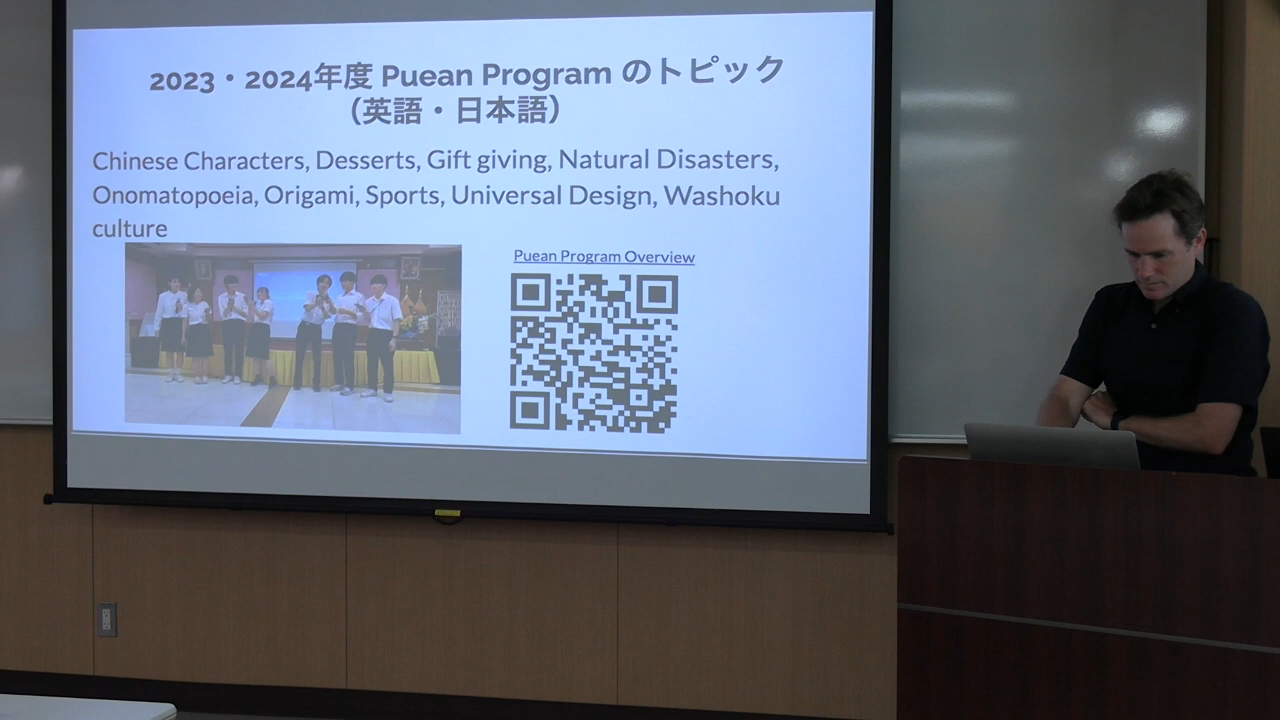 2023・2024年度 Puean Program のトピック
（英語・日本語）
Chinese Characters, Desserts, Gift giving, Natural Disasters,
Onomatopoeia, Origami, Sports, Universal Design, Washoku
culture
Puean Program Overview